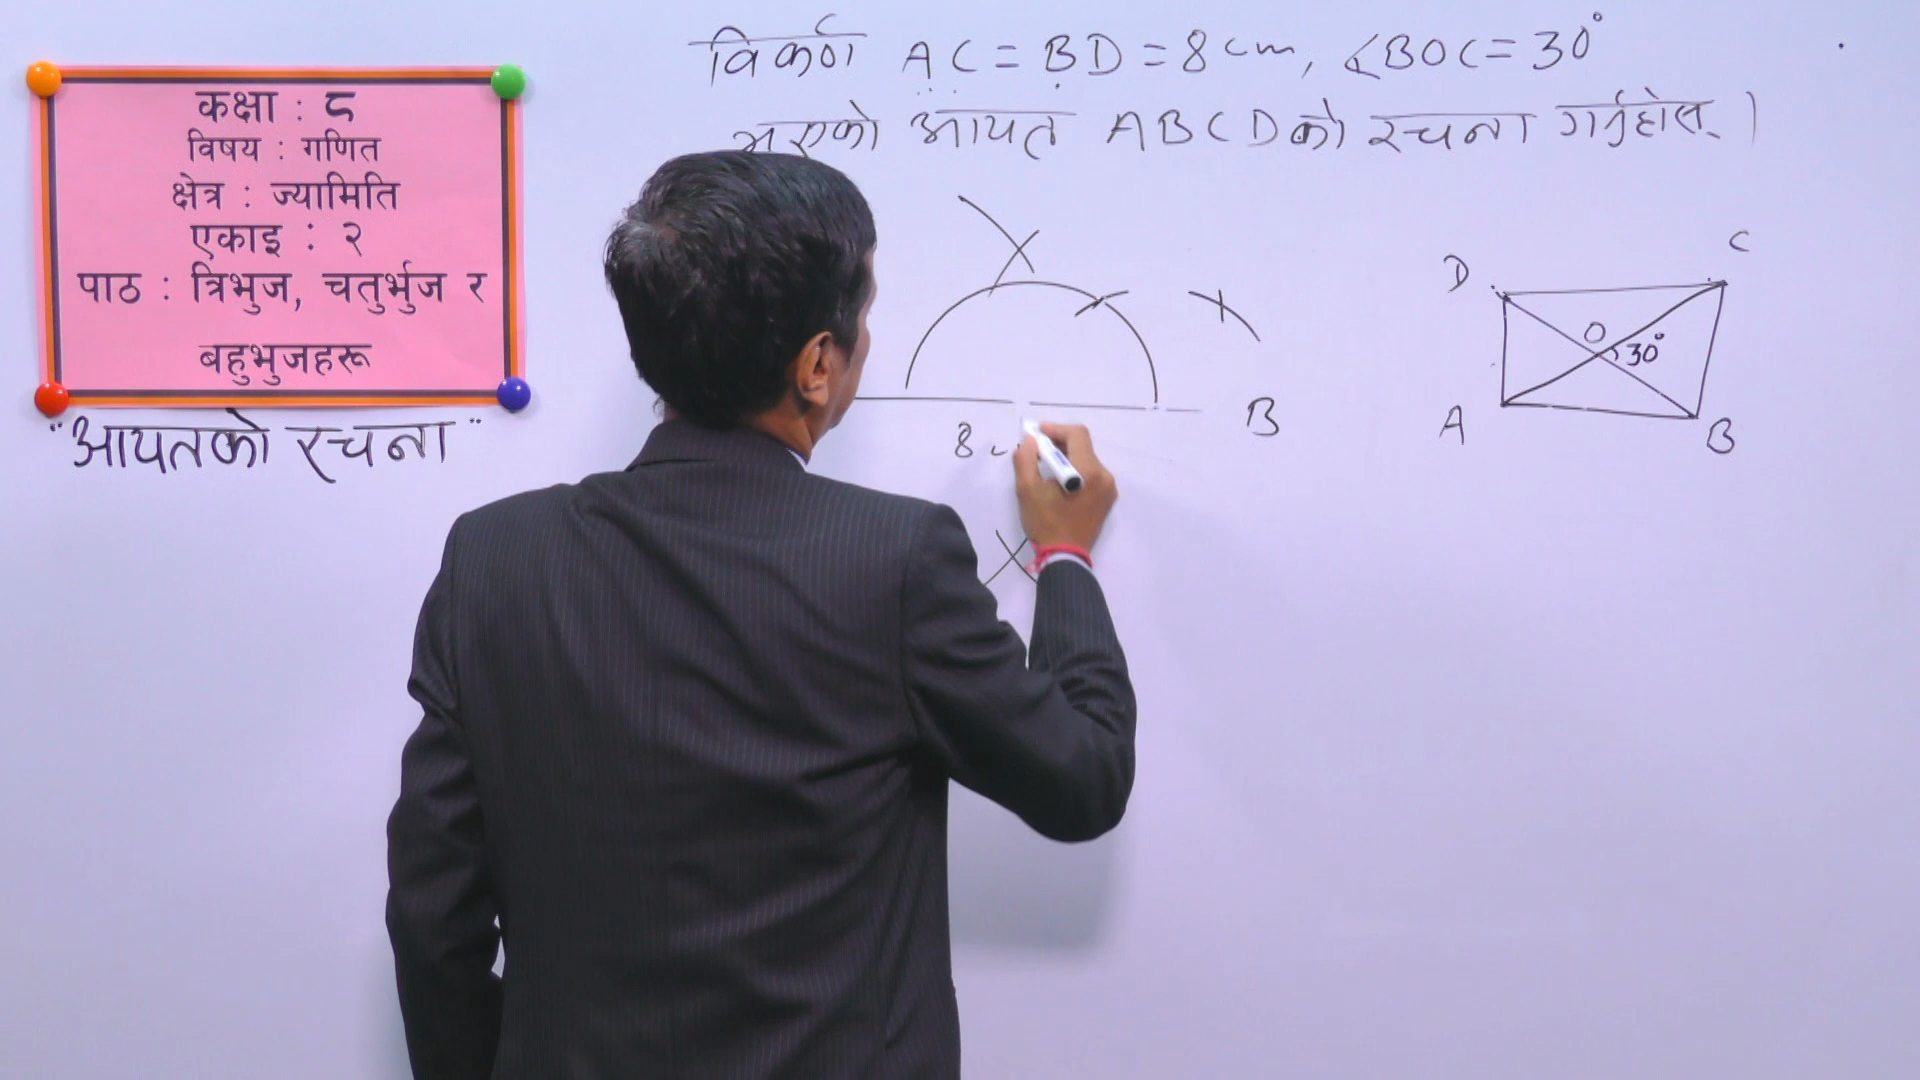 कक्षा : ८
विषय : गणित
क्षेत्र : ज्यामिति
एकाइ : २
पाठ : त्रिभुज, चतुर्भुज र
बहुभुजहरू
"आयतको रचना"
विकर्ण AC = BD = 8 cm, ∠BOC = 30°
भएको आयत ABCD को रचना गर्नुहोस् ।
B
8 c
D
C
O
30°
A
B